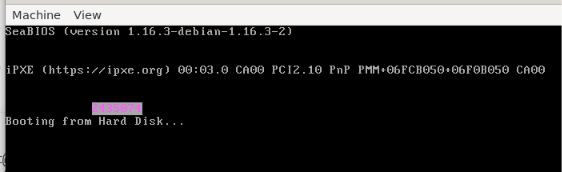 Machine View
SeaBIOS (version 1.16.3-debian-1.16.3-2)
iPXE (https://ipxe.org) 00:03.0 CA00 PCI2.10 PnP PMM+06FCB050+06F0B050 CA00
Booting from Hard Disk...